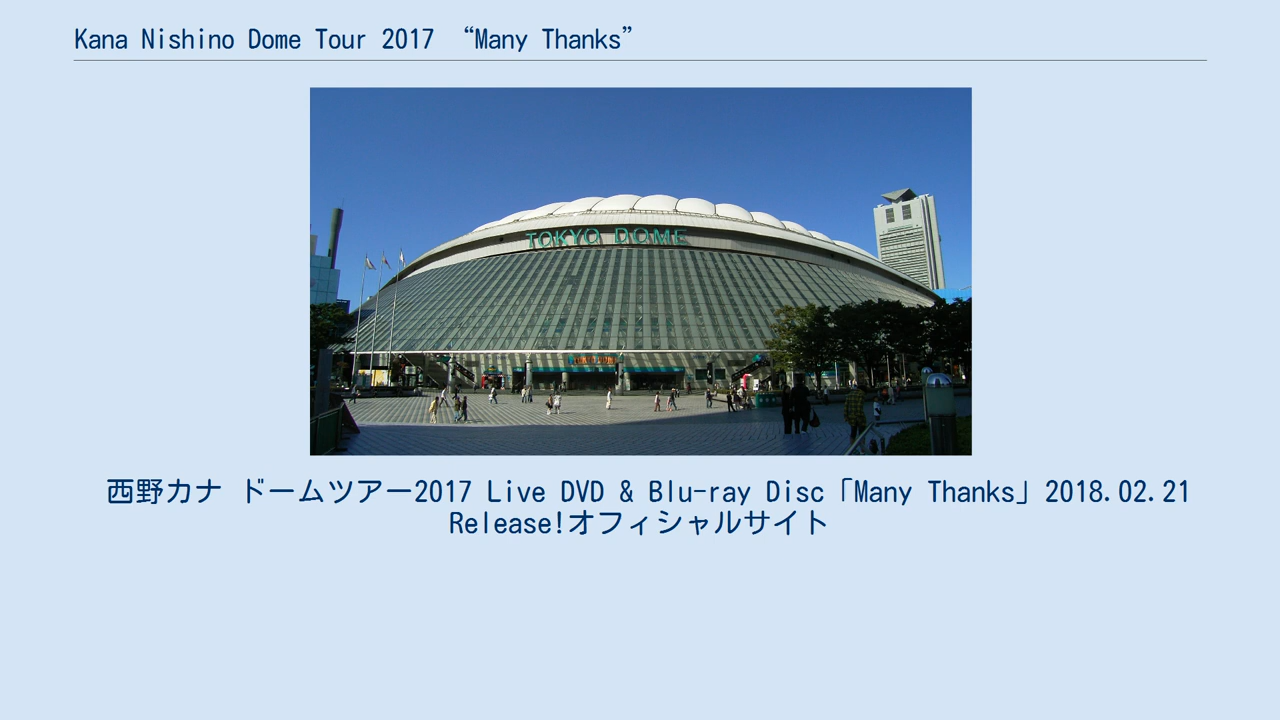 Kana Nishino Dome Tour 2017 “Many Thanks”
TOKYO DOME
TOKYO DOME
西野カナ ドームツアー2017 Live DVD & Blu-ray Disc「Many Thanks」2018.02.21
Release!オフィシャルサイト